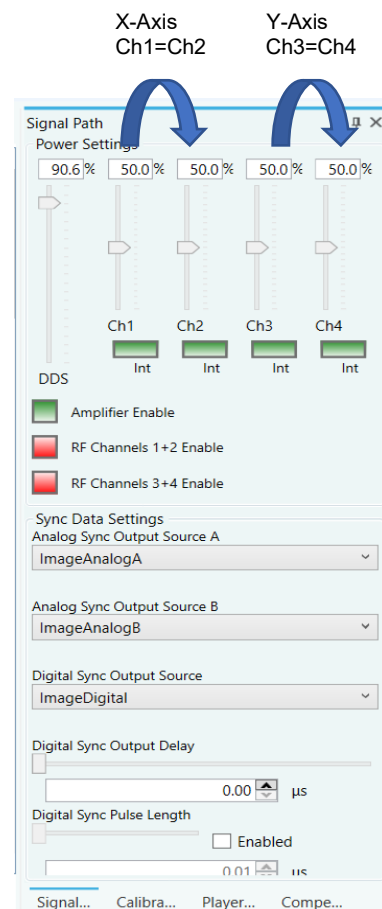 X-Axis Y-Axis
Ch1=Ch2 Ch3=Ch4
Signal Path
Power Settings
90.6 % 50.0 % 50.0 % 50.0 % 50.0 %
Ch1 Ch2 Ch3 Ch4
Int Int Int Int
DDS
Amplifier Enable
RF Channels 1+2 Enable
RF Channels 3+4 Enable
Sync Data Settings
Analog Sync Output Source A
ImageAnalogA
Analog Sync Output Source B
ImageAnalogB
Digital Sync Output Source
ImageDigital
Digital Sync Output Delay
0.00 µs
Digital Sync Pulse Length
Enabled
0.01 µs
Signal... Calibra... Player... Compe...